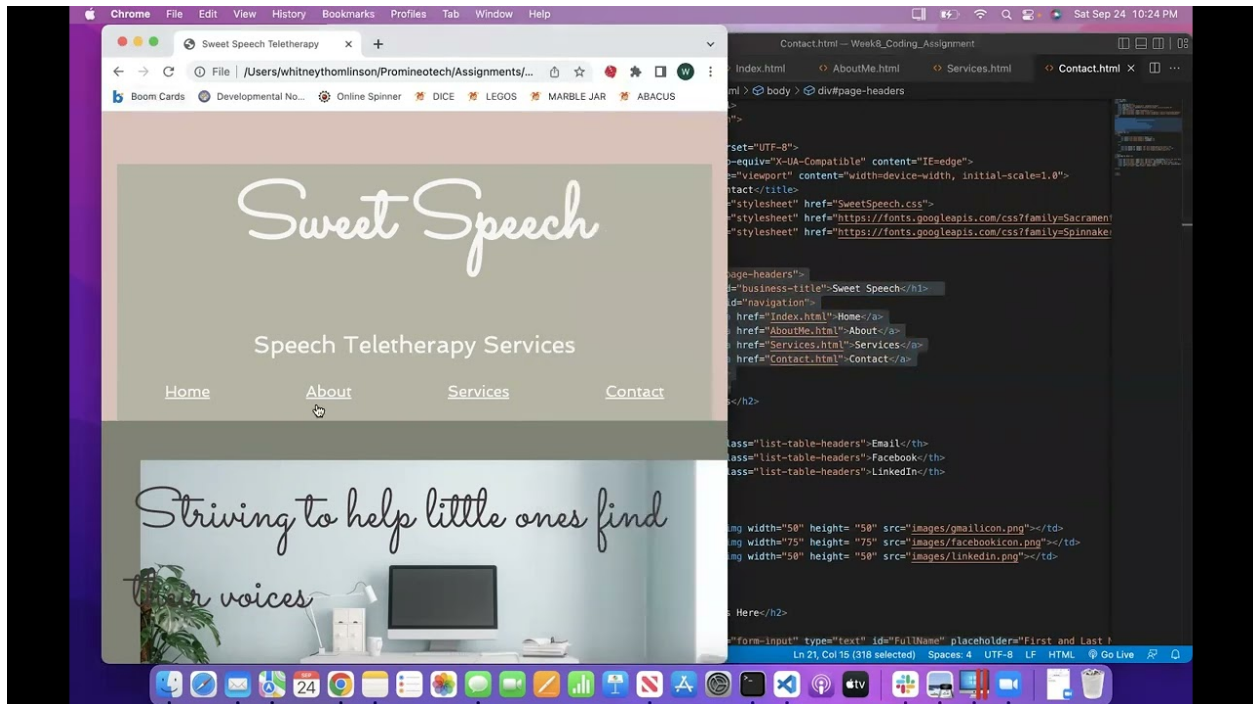 Chrome File Edit View History Bookmarks Profiles Tab Window Help Sat Sep 24 10:24 PM
Sweet Speech Teletherapy
File /Users/whitneythomlinson/Promineotech/Assignments/... W
Boom Cards Developmental No... Online Spinner DICE LEGOS MARBLE JAR ABACUS
Sweet Speech
Speech Teletherapy Services
Home About Services Contact
Striving to help little ones find
their voices
Contact.html — Week8_Coding_Assignment
Index.html AboutMe.html Services.html Contact.html
ml > body > div#page-headers
l>
">
rset="UTF-8">
p-equiv="X-UA-Compatible" content="IE=edge">
="viewport" content="width=device-width, initial-scale=1.0">
ntact</title>
="stylesheet" href="SweetSpeech.css">
="stylesheet" href="https://fonts.googleapis.com/css?family=Sacrament
="stylesheet" href="https://fonts.googleapis.com/css?family=Spinnaker
page-headers">
d="business-title">Sweet Speech</h1>
id="navigation">
href="Index.html">Home</a>
href="AboutMe.html">About</a>
href="Services.html">Services</a>
href="Contact.html">Contact</a>
>
s</h2>
lass="list-table-headers">Email</th>
lass="list-table-headers">Facebook</th>
lass="list-table-headers">LinkedIn</th>
img width="50" height= "50" src="images/gmailicon.png"></td>
img width="75" height= "75" src="images/facebookicon.png"></td>
img width="50" height= "50" src="images/linkedin.png"></td>
s Here</h2>
="form-input" type="text" id="FullName" placeholder="First and Last N
Ln 21, Col 15 (318 selected) Spaces: 4 UTF-8 LF HTML Go Live
SEP
24
tv